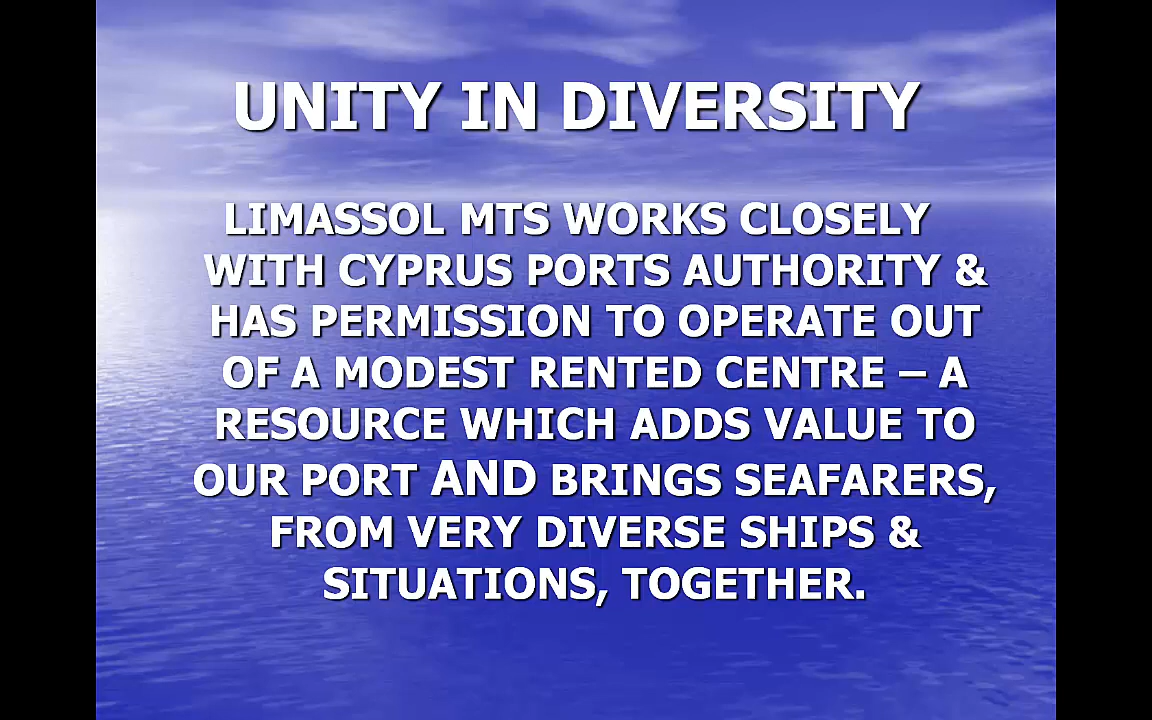 UNITY IN DIVERSITY
LIMASSOL MTS WORKS CLOSELY
WITH CYPRUS PORTS AUTHORITY &
HAS PERMISSION TO OPERATE OUT
OF A MODEST RENTED CENTRE – A
RESOURCE WHICH ADDS VALUE TO
OUR PORT AND BRINGS SEAFARERS,
FROM VERY DIVERSE SHIPS &
SITUATIONS, TOGETHER.